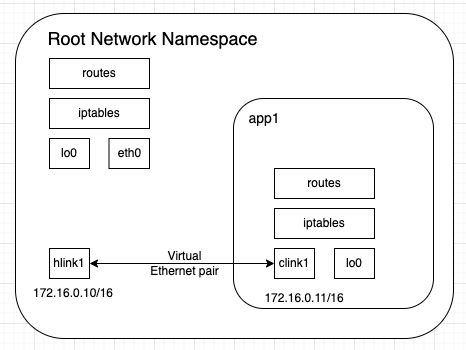 Root Network Namespace
routes
iptables
lo0
eth0
app1
routes
iptables
hlink1
Virtual
Ethernet pair
clink1
lo0
172.16.0.10/16
172.16.0.11/16